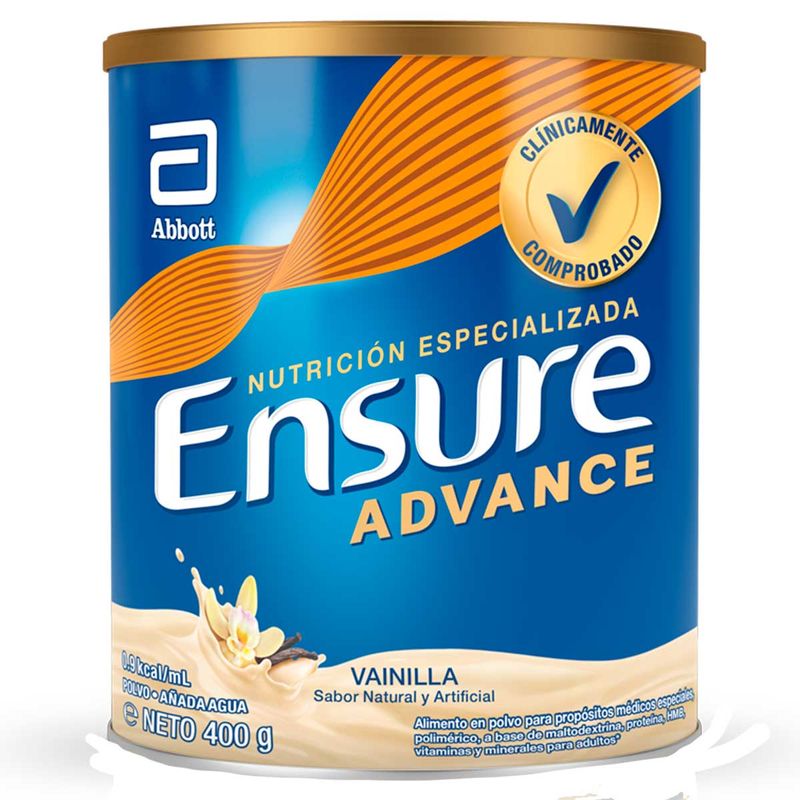 Abbott
CLÍNICAMENTE
COMPROBADO
NUTRICIÓN ESPECIALIZADA
Ensure
ADVANCE
0.9 kcal/mL
POLVO • AÑADA AGUA
e NETO 400 g
VAINILLA
Sabor Natural y Artificial
Alimento en polvo para propósitos médicos especiales,
polimérico, a base de maltodextrina, proteína, HMB,
vitaminas y minerales para adultos*